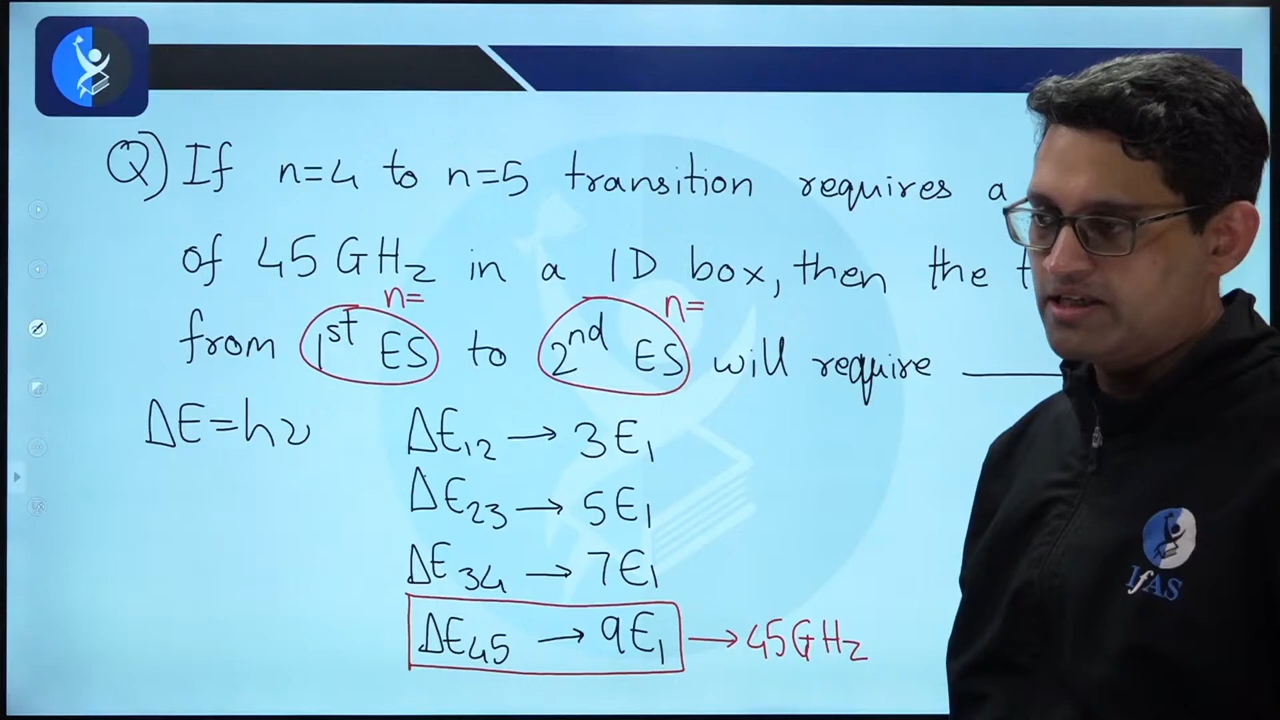 Q) If n=4 to n=5 transition requires a
of 45 GHz in a 1D box, then the
n= n=
from 1st ES to 2nd ES will require ____
ΔE=hν
ΔE12 → 3E1
ΔE23 → 5E1
ΔE34 → 7E1
ΔE45 → 9E1 → 45GHz
IfAS